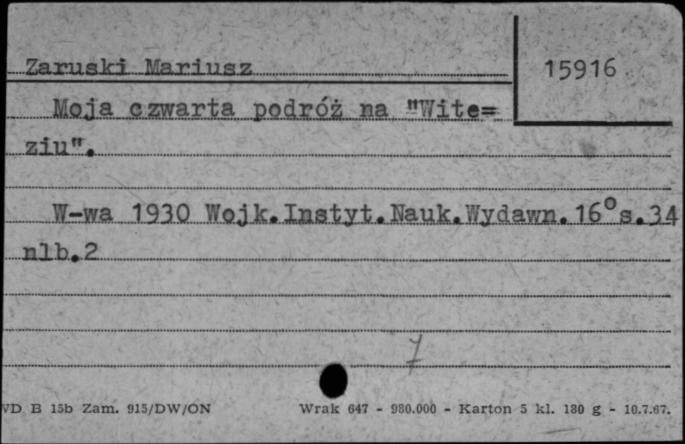 Zaruski Mariusz
15916
Moja czwarta podróż na "Wite=
ziu".
W-wa 1930 Wojk.Instyt.Nauk.Wydawn.16° s.34
nlb.2
7
VD B 15b Zam. 915/DW/ON Wrak 647 - 980.000 - Karton 5 kl. 180 g - 10.7.67.